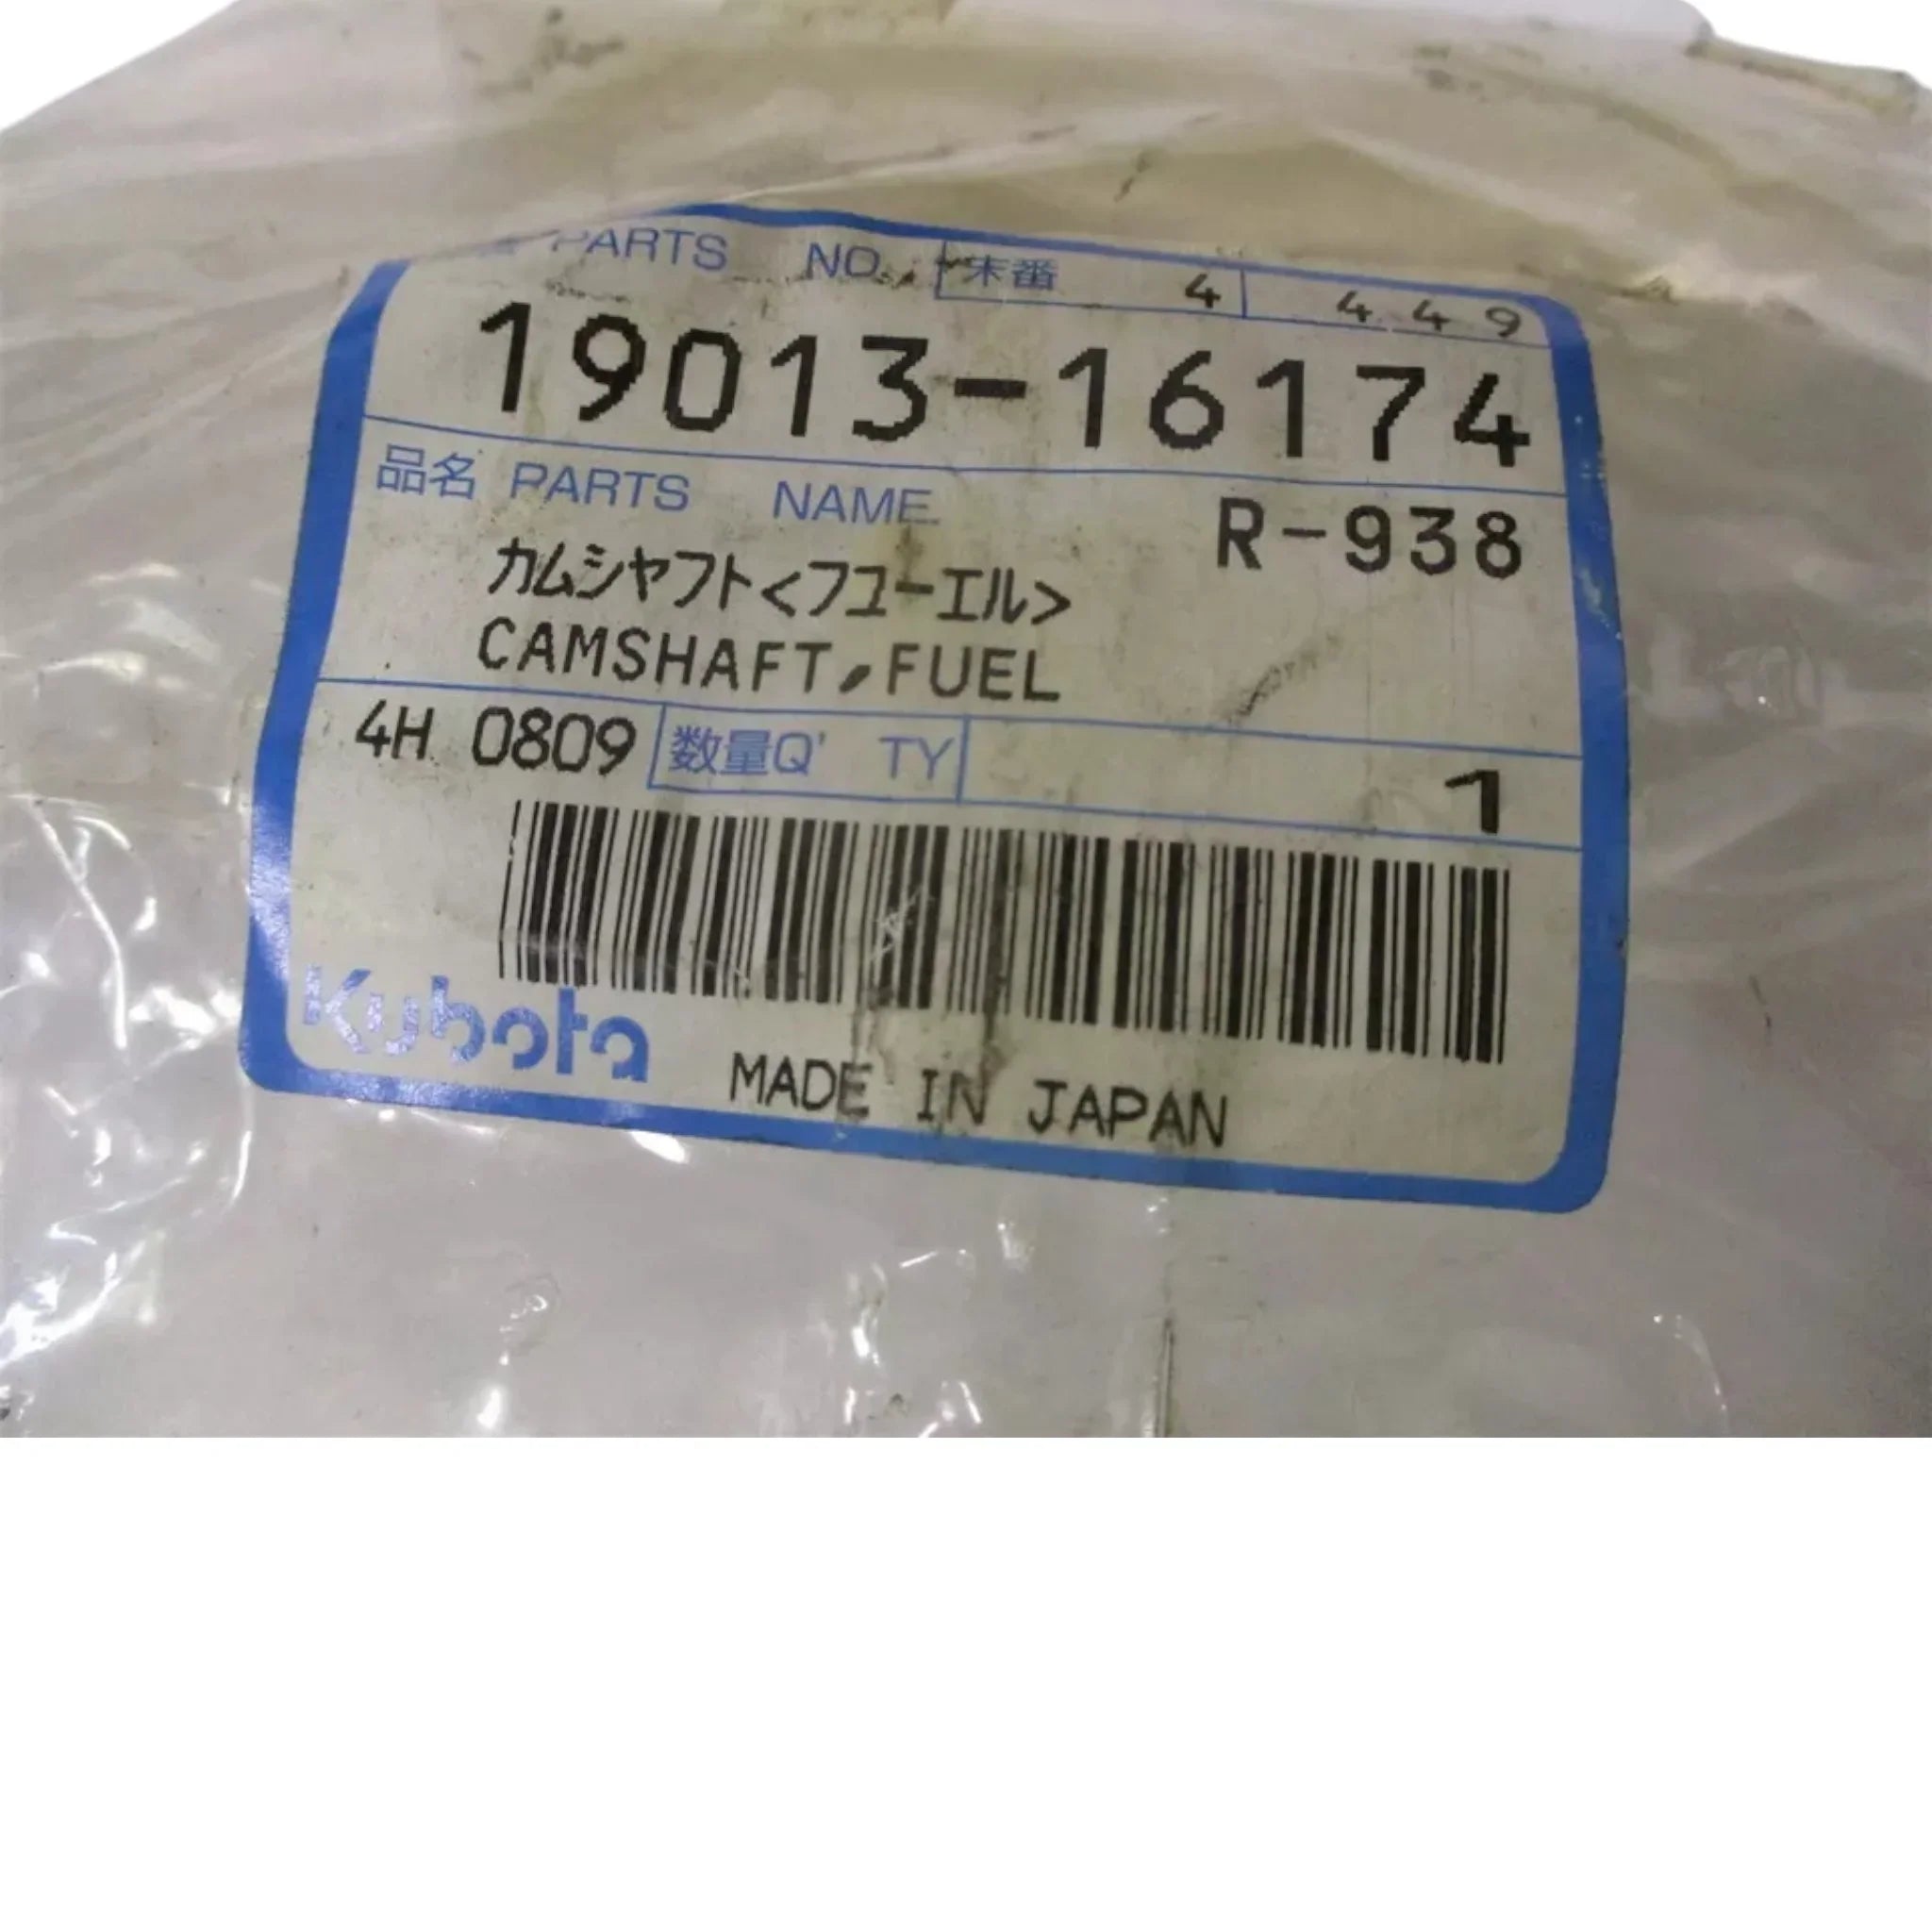 PARTS NO. 末番 4 449
19013-16174
品名 PARTS NAME R-938
カムシャフト<フユーエル>
CAMSHAFT,FUEL
4H 0809 数量Q'TY 1
Kubota
MADE IN JAPAN